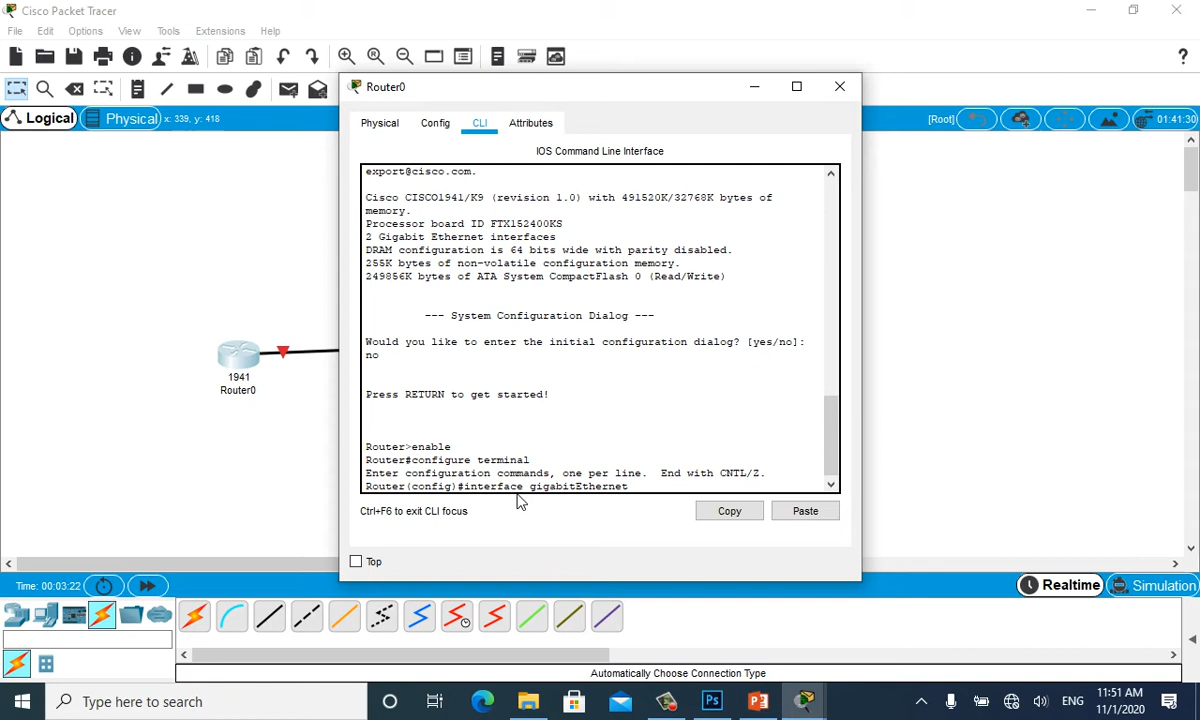 Cisco Packet Tracer
File Edit Options View Tools Extensions Help
?
Logical Physical x: 339, y: 418
[Root] 01:41:30
Router0
Physical Config CLI Attributes
IOS Command Line Interface
export@cisco.com.
Cisco CISCO1941/K9 (revision 1.0) with 491520K/32768K bytes of
memory.
Processor board ID FTX152400KS
2 Gigabit Ethernet interfaces
DRAM configuration is 64 bits wide with parity disabled.
255K bytes of non-volatile configuration memory.
249856K bytes of ATA System CompactFlash 0 (Read/Write)
--- System Configuration Dialog ---
Would you like to enter the initial configuration dialog? [yes/no]:
no
Press RETURN to get started!
Router>enable
Router#configure terminal
Enter configuration commands, one per line.  End with CNTL/Z.
Router(config)#interface gigabitEthernet
Ctrl+F6 to exit CLI focus
Copy Paste
Top
1941
Router0
Time: 00:03:22
Realtime Simulation
Automatically Choose Connection Type
Type here to search
Ps
ENG
11:51 AM
11/1/2020